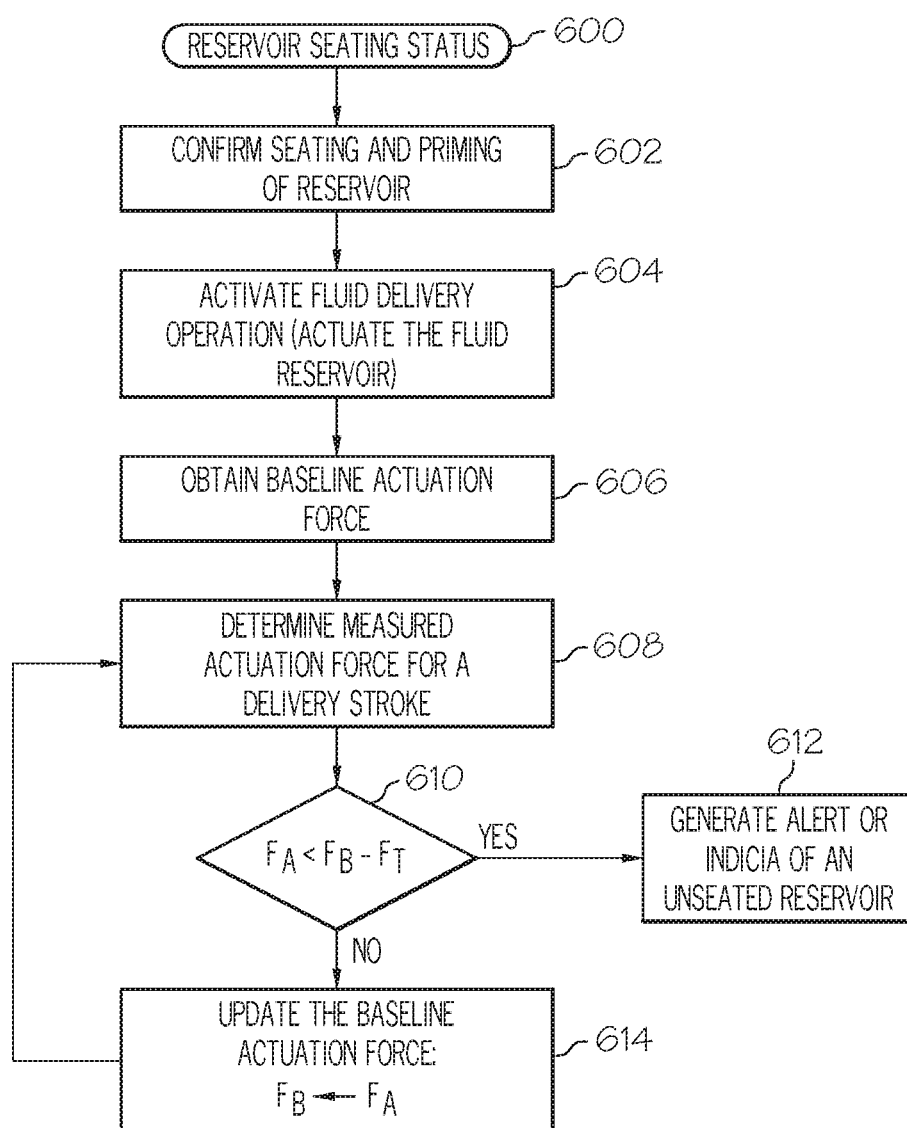 RESERVOIR SEATING STATUS
600
CONFIRM SEATING AND PRIMING
OF RESERVOIR
602
ACTIVATE FLUID DELIVERY
OPERATION (ACTUATE THE FLUID
RESERVOIR)
604
OBTAIN BASELINE ACTUATION
FORCE
606
DETERMINE MEASURED
ACTUATION FORCE FOR A
DELIVERY STROKE
608
610
FA < FB - FT
YES
612
GENERATE ALERT OR
INDICIA OF AN
UNSEATED RESERVOIR
NO
UPDATE THE BASELINE
ACTUATION FORCE:
FB ← FA
614